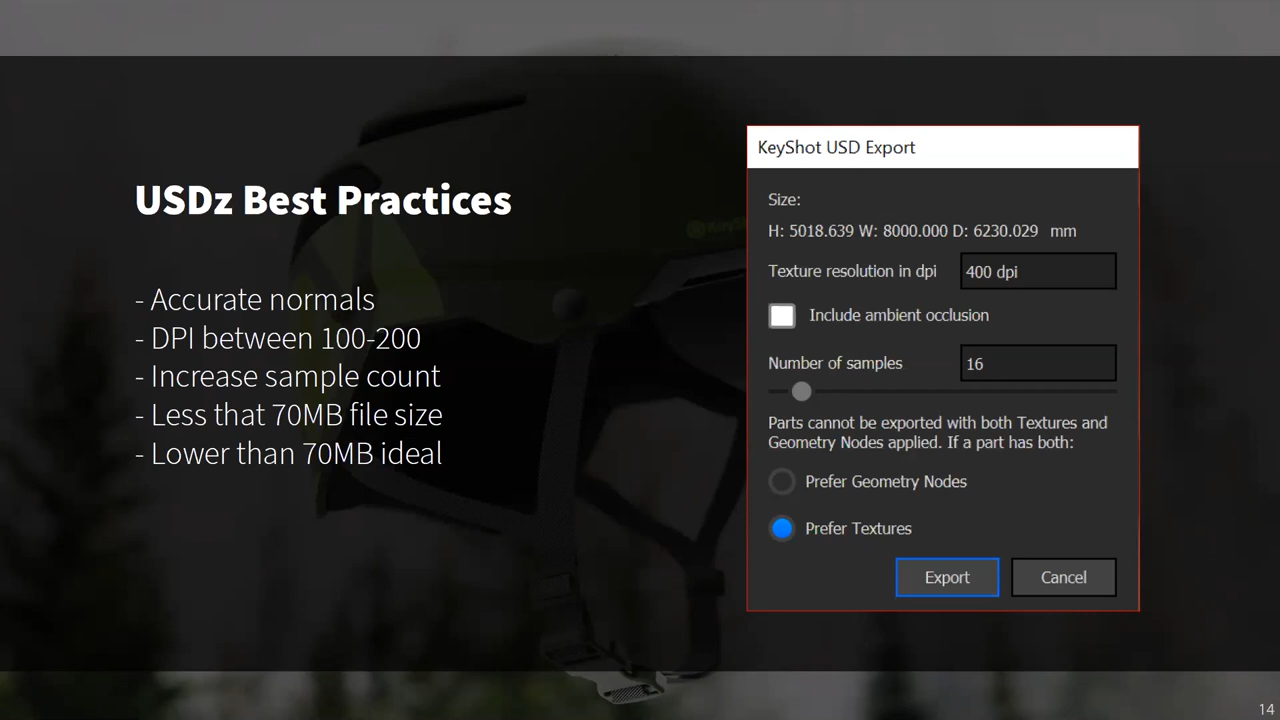 USDz Best Practices
- Accurate normals
- DPI between 100-200
- Increase sample count
- Less that 70MB file size
- Lower than 70MB ideal
KeyShot USD Export
Size:
H: 5018.639 W: 8000.000 D: 6230.029 mm
Texture resolution in dpi 400 dpi
Include ambient occlusion
Number of samples 16
Parts cannot be exported with both Textures and
Geometry Nodes applied. If a part has both:
Prefer Geometry Nodes
Prefer Textures
Export Cancel
14